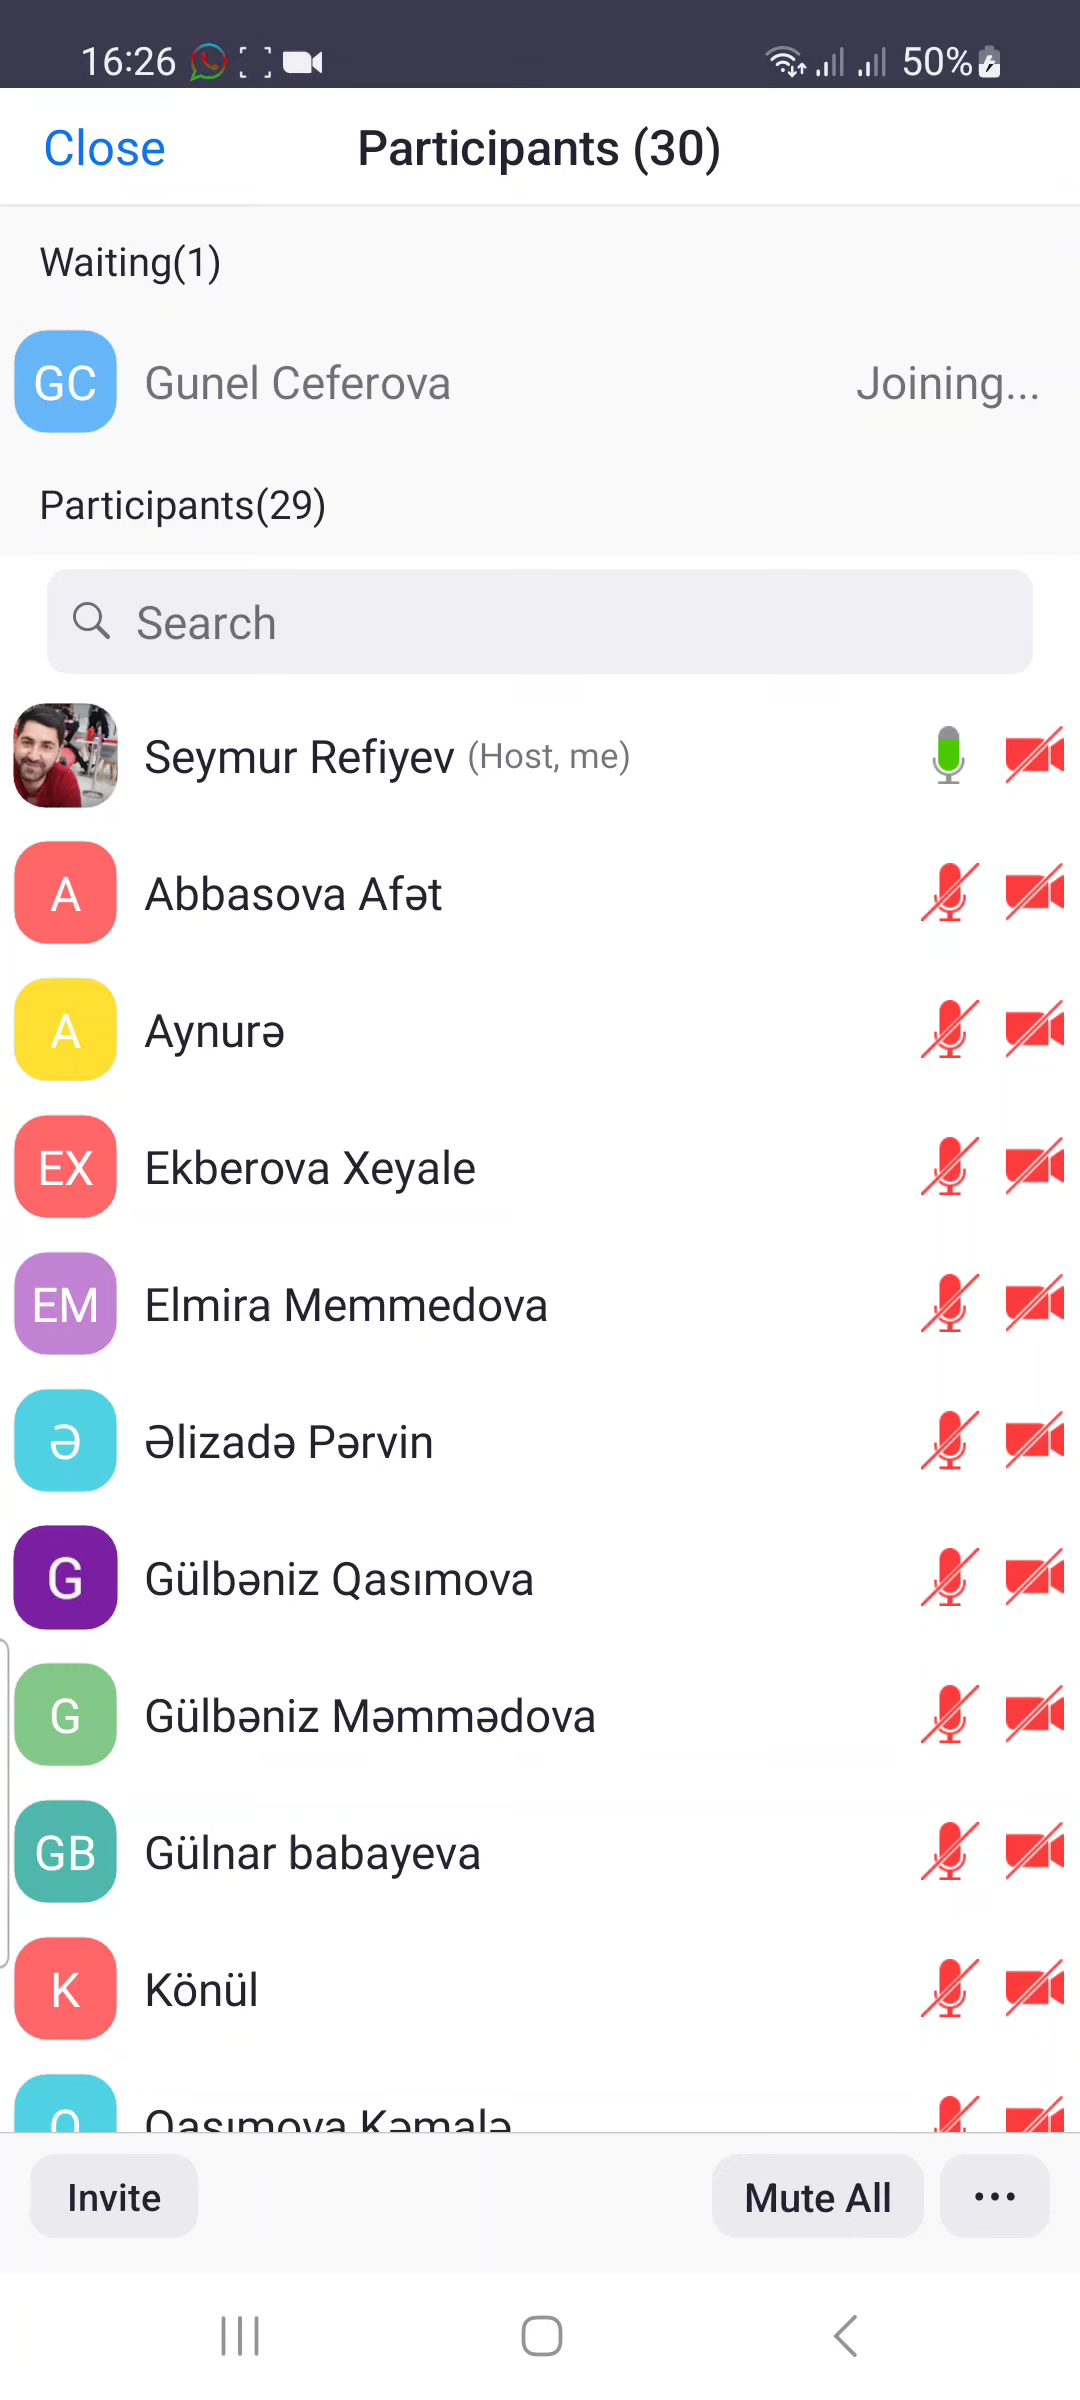 16:26 50%
Close Participants (30)
Waiting(1)
GC Gunel Ceferova Joining...
Participants(29)
Search
Seymur Refiyev (Host, me)
A Abbasova Afət
A Aynurə
EX Ekberova Xeyale
EM Elmira Memmedova
Ə Əlizadə Pərvin
G Gülbəniz Qasımova
G Gülbəniz Məmmədova
GB Gülnar babayeva
K Könül
Q Qasımova Kəmalə
Invite Mute All ...